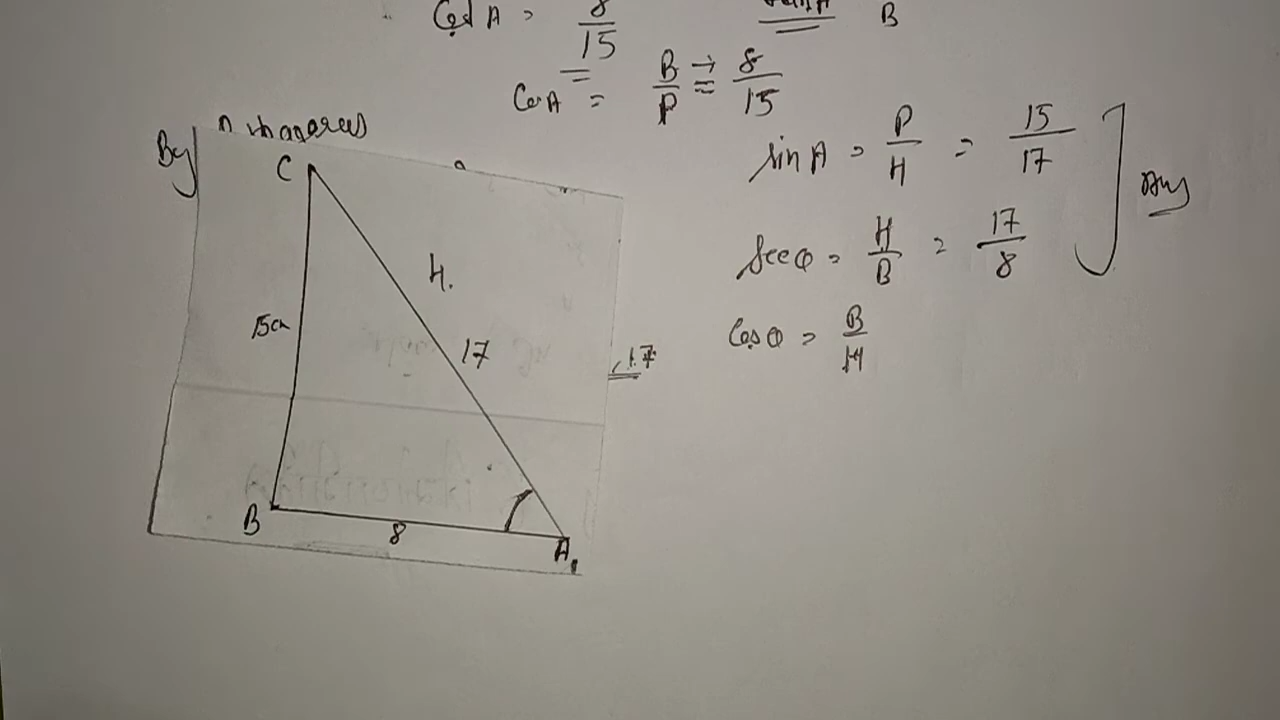 Cot A = 8/15
B
Cot A = B/P = 8/15
By
C
sin A = P/H = 15/17
Ans
sec θ = H/B = 17/8
H.
15cm
17
17
cos θ = B/H
B
8
A